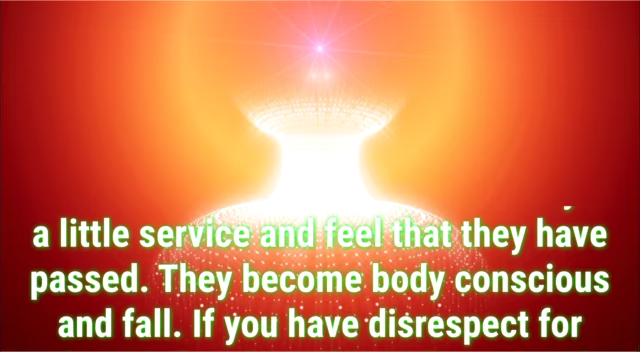 a little service and feel that they have
passed. They become body conscious
and fall. If you have disrespect for